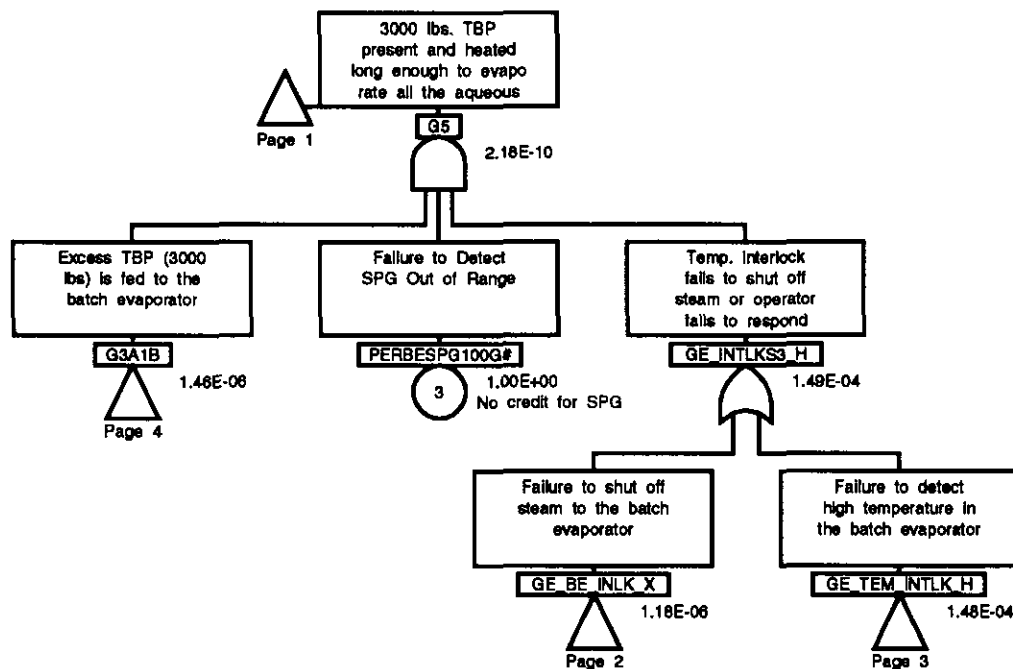 3000 lbs. TBP
present and heated
long enough to evapo
rate all the aqueous
Page 1
G5
2.18E-10
Excess TBP (3000
lbs) is fed to the
batch evaporator
G3A1B
1.46E-06
Page 4
Failure to Detect
SPG Out of Range
PERBESPG100G#
3
1.00E+00
No credit for SPG
Temp. Interlock
fails to shut off
steam or operator
fails to respond
GE_INTLKS3_H
1.49E-04
Failure to shut off
steam to the batch
evaporator
GE_BE_INLK_X
1.18E-06
Page 2
Failure to detect
high temperature in
the batch evaporator
GE_TEM_INTLK_H
1.48E-04
Page 3